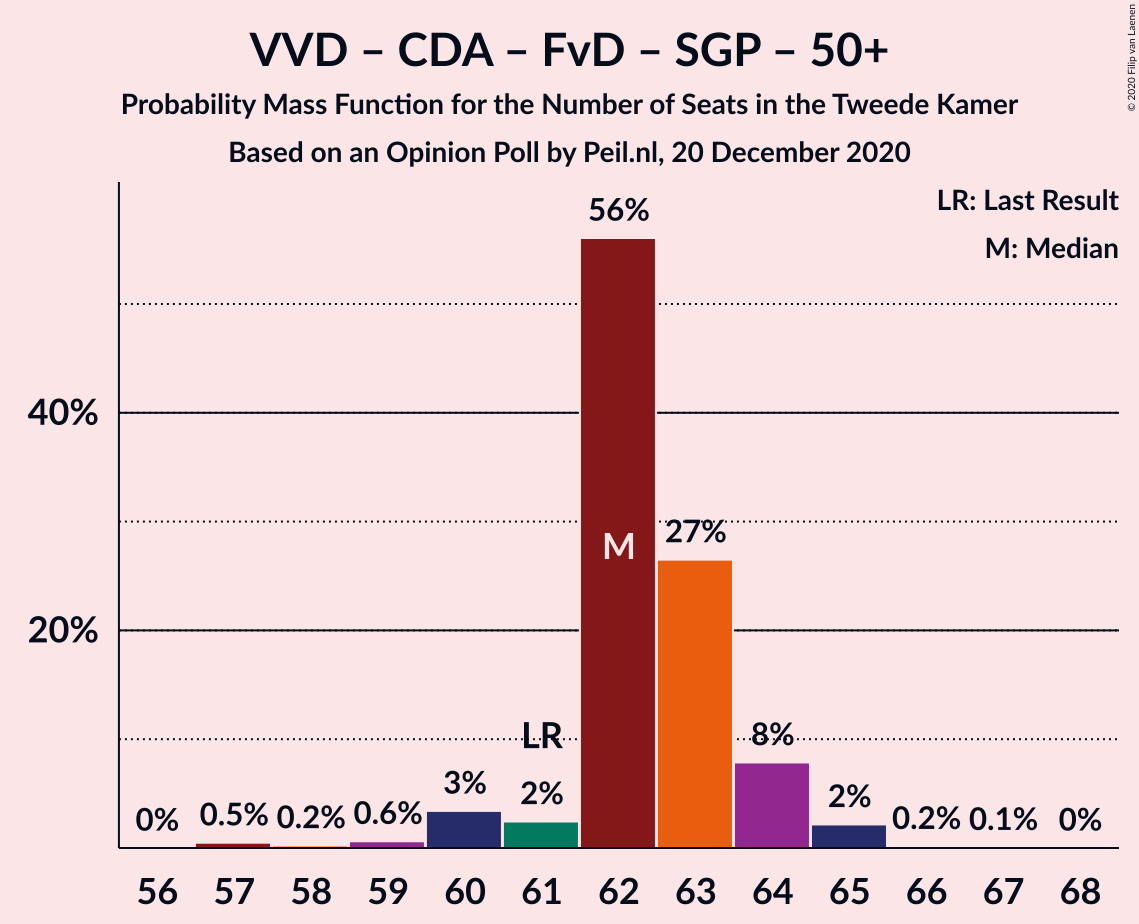 VVD – CDA – FvD – SGP – 50+
Probability Mass Function for the Number of Seats in the Tweede Kamer
Based on an Opinion Poll by Peil.nl, 20 December 2020
© 2020 Filip van Laenen
LR: Last Result
M: Median
56%
40%
M
27%
20%
LR
8%
3%
2%
2%
0%
0.5%
0.2%
0.6%
0.2%
0.1%
0%
56 57 58 59 60 61 62 63 64 65 66 67 68